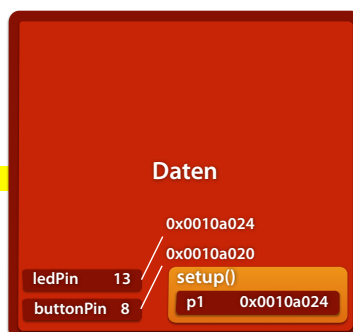 Daten
0x0010a024
0x0010a020
ledPin 13
buttonPin 8
setup()
p1 0x0010a024